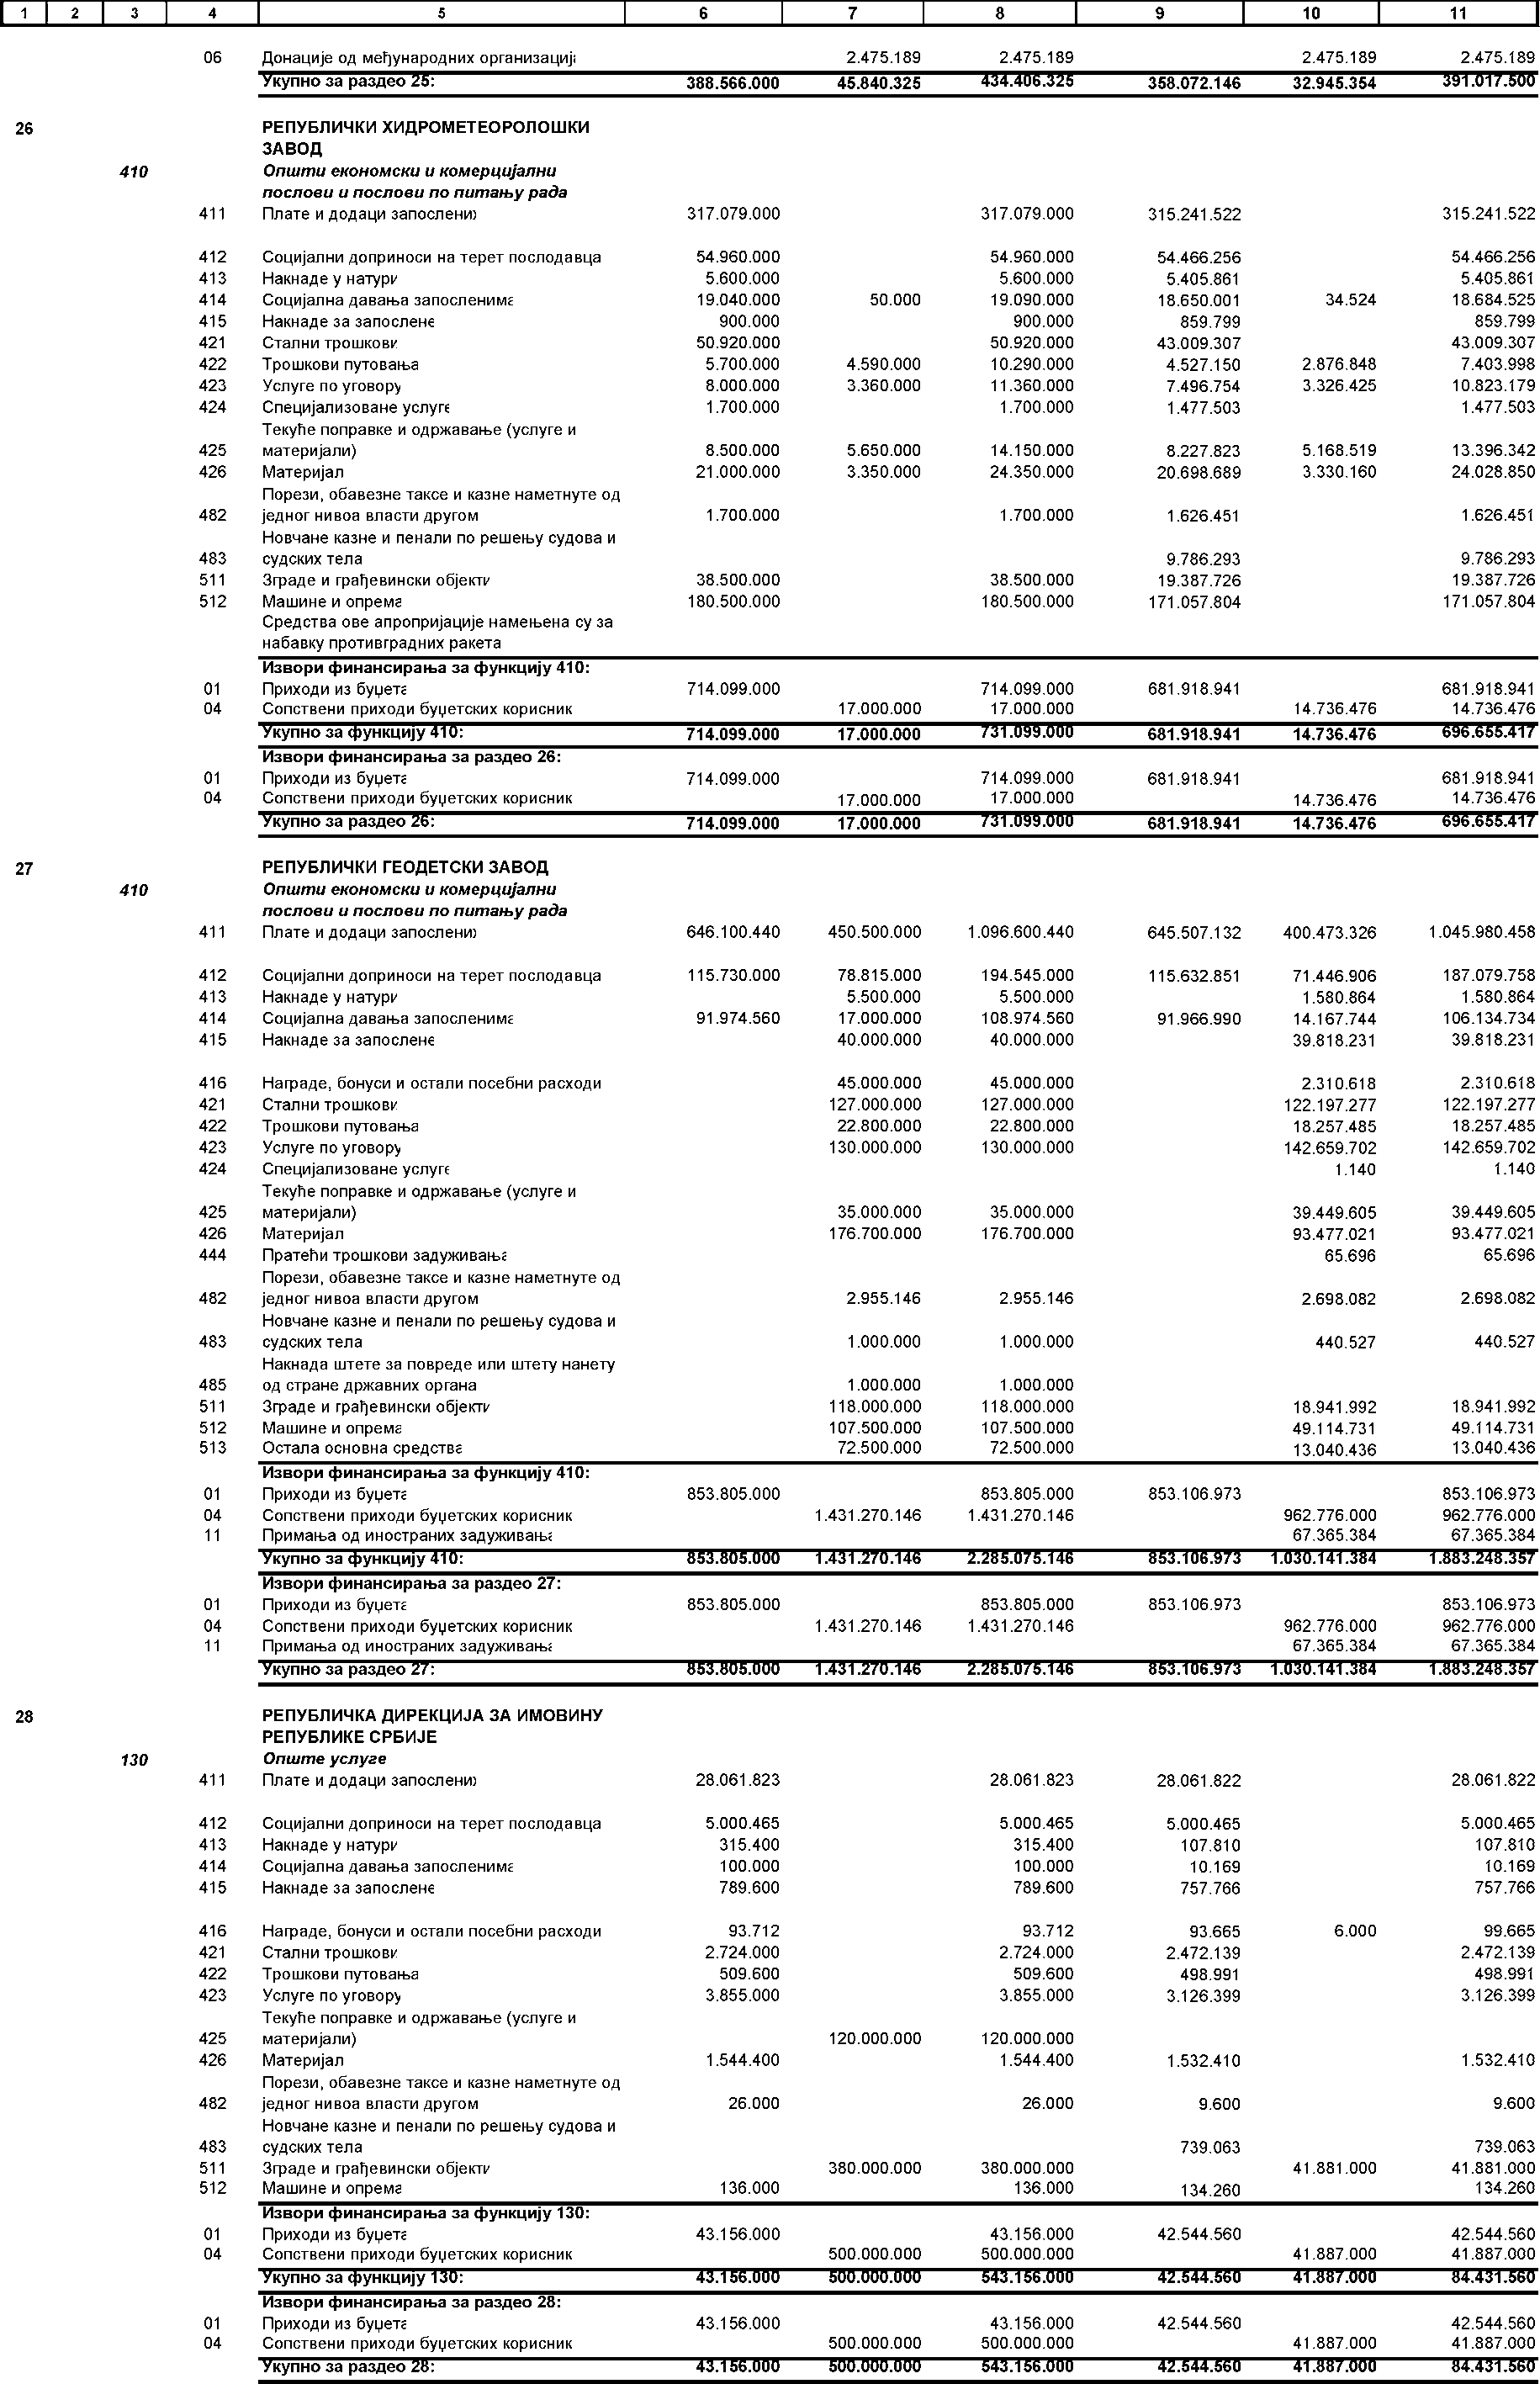 1 2 3 4 5 6 7 8 9 10 11
06 Донације од међународних организациј 2.475.189 2.475.189 2.475.189 2.475.189
Укупно за раздео 25: 388.566.000 45.840.325 434.406.325 358.072.146 32.945.354 391.017.500
26 РЕПУБЛИЧКИ ХИДРОМЕТЕОРОЛОШКИ
ЗАВОД
410 Општи економски и комерцијални
послови и послови по питању рада
411 Плате и додаци запослених 317.079.000 317.079.000 315.241.522 315.241.522
412 Социјални доприноси на терет послодавца 54.960.000 54.960.000 54.466.256 54.466.256
413 Накнаде у натури 5.600.000 5.600.000 5.405.861 5.405.861
414 Социјална давања запосленима 19.040.000 50.000 19.090.000 18.650.001 34.524 18.684.525
415 Накнаде за запослене 900.000 900.000 859.799 859.799
421 Стални трошкови 50.920.000 50.920.000 43.009.307 43.009.307
422 Трошкови путовања 5.700.000 4.590.000 10.290.000 4.527.150 2.876.848 7.403.998
423 Услуге по уговору 8.000.000 3.360.000 11.360.000 7.496.754 3.326.425 10.823.179
424 Специјализоване услуге 1.700.000 1.700.000 1.477.503 1.477.503
Текуће поправке и одржавање (услуге и
425 материјали) 8.500.000 5.650.000 14.150.000 8.227.823 5.168.519 13.396.342
426 Материјал 21.000.000 3.350.000 24.350.000 20.698.689 3.330.160 24.028.850
Порези, обавезне таксе и казне наметнуте од
482 једног нивоа власти другом 1.700.000 1.700.000 1.626.451 1.626.451
Новчане казне и пенали по решењу судова и
483 судских тела 9.786.293 9.786.293
511 Зграде и грађевински објекти 38.500.000 38.500.000 19.387.726 19.387.726
512 Машине и опрема 180.500.000 180.500.000 171.057.804 171.057.804
Средства ове апропријације намењена су за
набавку противградних ракета
Извори финансирања за функцију 410:
01 Приходи из буџета 714.099.000 714.099.000 681.918.941 681.918.941
04 Сопствени приходи буџетских корисник 17.000.000 17.000.000 14.736.476 14.736.476
Укупно за функцију 410: 714.099.000 17.000.000 731.099.000 681.918.941 14.736.476 696.655.417
Извори финансирања за раздео 26:
01 Приходи из буџета 714.099.000 714.099.000 681.918.941 681.918.941
04 Сопствени приходи буџетских корисник 17.000.000 17.000.000 14.736.476 14.736.476
Укупно за раздео 26: 714.099.000 17.000.000 731.099.000 681.918.941 14.736.476 696.655.417
27 РЕПУБЛИЧКИ ГЕОДЕТСКИ ЗАВОД
410 Општи економски и комерцијални
послови и послови по питању рада
411 Плате и додаци запослених 646.100.440 450.500.000 1.096.600.440 645.507.132 400.473.326 1.045.980.458
412 Социјални доприноси на терет послодавца 115.730.000 78.815.000 194.545.000 115.632.851 71.446.906 187.079.758
413 Накнаде у натури 5.500.000 5.500.000 1.580.864 1.580.864
414 Социјална давања запосленима 91.974.560 17.000.000 108.974.560 91.966.990 14.167.744 106.134.734
415 Накнаде за запослене 40.000.000 40.000.000 39.818.231 39.818.231
416 Награде, бонуси и остали посебни расходи 45.000.000 45.000.000 2.310.618 2.310.618
421 Стални трошкови 127.000.000 127.000.000 122.197.277 122.197.277
422 Трошкови путовања 22.800.000 22.800.000 18.257.485 18.257.485
423 Услуге по уговору 130.000.000 130.000.000 142.659.702 142.659.702
424 Специјализоване услуге 1.140 1.140
Текуће поправке и одржавање (услуге и
425 материјали) 35.000.000 35.000.000 39.449.605 39.449.605
426 Материјал 176.700.000 176.700.000 93.477.021 93.477.021
444 Пратећи трошкови задуживања 65.696 65.696
Порези, обавезне таксе и казне наметнуте од
482 једног нивоа власти другом 2.955.146 2.955.146 2.698.082 2.698.082
Новчане казне и пенали по решењу судова и
483 судских тела 1.000.000 1.000.000 440.527 440.527
Накнада штете за повреде или штету нанету
485 од стране државних органа 1.000.000 1.000.000
511 Зграде и грађевински објекти 118.000.000 118.000.000 18.941.992 18.941.992
512 Машине и опрема 107.500.000 107.500.000 49.114.731 49.114.731
513 Остала основна средства 72.500.000 72.500.000 13.040.436 13.040.436
Извори финансирања за функцију 410:
01 Приходи из буџета 853.805.000 853.805.000 853.106.973 853.106.973
04 Сопствени приходи буџетских корисник 1.431.270.146 1.431.270.146 962.776.000 962.776.000
11 Примања од иностраних задуживања 67.365.384 67.365.384
Укупно за функцију 410: 853.805.000 1.431.270.146 2.285.075.146 853.106.973 1.030.141.384 1.883.248.357
Извори финансирања за раздео 27:
01 Приходи из буџета 853.805.000 853.805.000 853.106.973 853.106.973
04 Сопствени приходи буџетских корисник 1.431.270.146 1.431.270.146 962.776.000 962.776.000
11 Примања од иностраних задуживања 67.365.384 67.365.384
Укупно за раздео 27: 853.805.000 1.431.270.146 2.285.075.146 853.106.973 1.030.141.384 1.883.248.357
28 РЕПУБЛИЧКА ДИРЕКЦИЈА ЗА ИМОВИНУ
РЕПУБЛИКЕ СРБИЈЕ
130 Опште услуге
411 Плате и додаци запослених 28.061.823 28.061.823 28.061.822 28.061.822
412 Социјални доприноси на терет послодавца 5.000.465 5.000.465 5.000.465 5.000.465
413 Накнаде у натури 315.400 315.400 107.810 107.810
414 Социјална давања запосленима 100.000 100.000 10.169 10.169
415 Накнаде за запослене 789.600 789.600 757.766 757.766
416 Награде, бонуси и остали посебни расходи 93.712 93.712 93.665 6.000 99.665
421 Стални трошкови 2.724.000 2.724.000 2.472.139 2.472.139
422 Трошкови путовања 509.600 509.600 498.991 498.991
423 Услуге по уговору 3.855.000 3.855.000 3.126.399 3.126.399
Текуће поправке и одржавање (услуге и
425 материјали) 120.000.000 120.000.000
426 Материјал 1.544.400 1.544.400 1.532.410 1.532.410
Порези, обавезне таксе и казне наметнуте од
482 једног нивоа власти другом 26.000 26.000 9.600 9.600
Новчане казне и пенали по решењу судова и
483 судских тела 739.063 739.063
511 Зграде и грађевински објекти 380.000.000 380.000.000 41.881.000 41.881.000
512 Машине и опрема 136.000 136.000 134.260 134.260
Извори финансирања за функцију 130:
01 Приходи из буџета 43.156.000 43.156.000 42.544.560 42.544.560
04 Сопствени приходи буџетских корисник 500.000.000 500.000.000 41.887.000 41.887.000
Укупно за функцију 130: 43.156.000 500.000.000 543.156.000 42.544.560 41.887.000 84.431.560
Извори финансирања за раздео 28:
01 Приходи из буџета 43.156.000 43.156.000 42.544.560 42.544.560
04 Сопствени приходи буџетских корисник 500.000.000 500.000.000 41.887.000 41.887.000
Укупно за раздео 28: 43.156.000 500.000.000 543.156.000 42.544.560 41.887.000 84.431.560